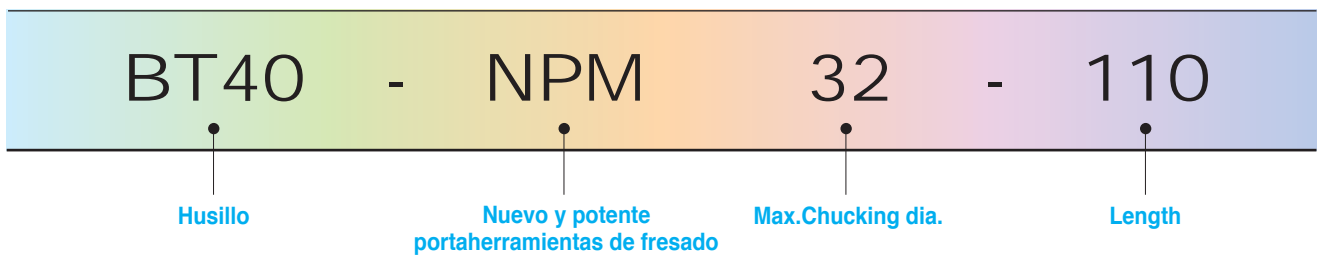 BT40 - NPM 32 - 110
Husillo
Nuevo y potente
portaherramientas de fresado
Max.Chucking dia.
Length